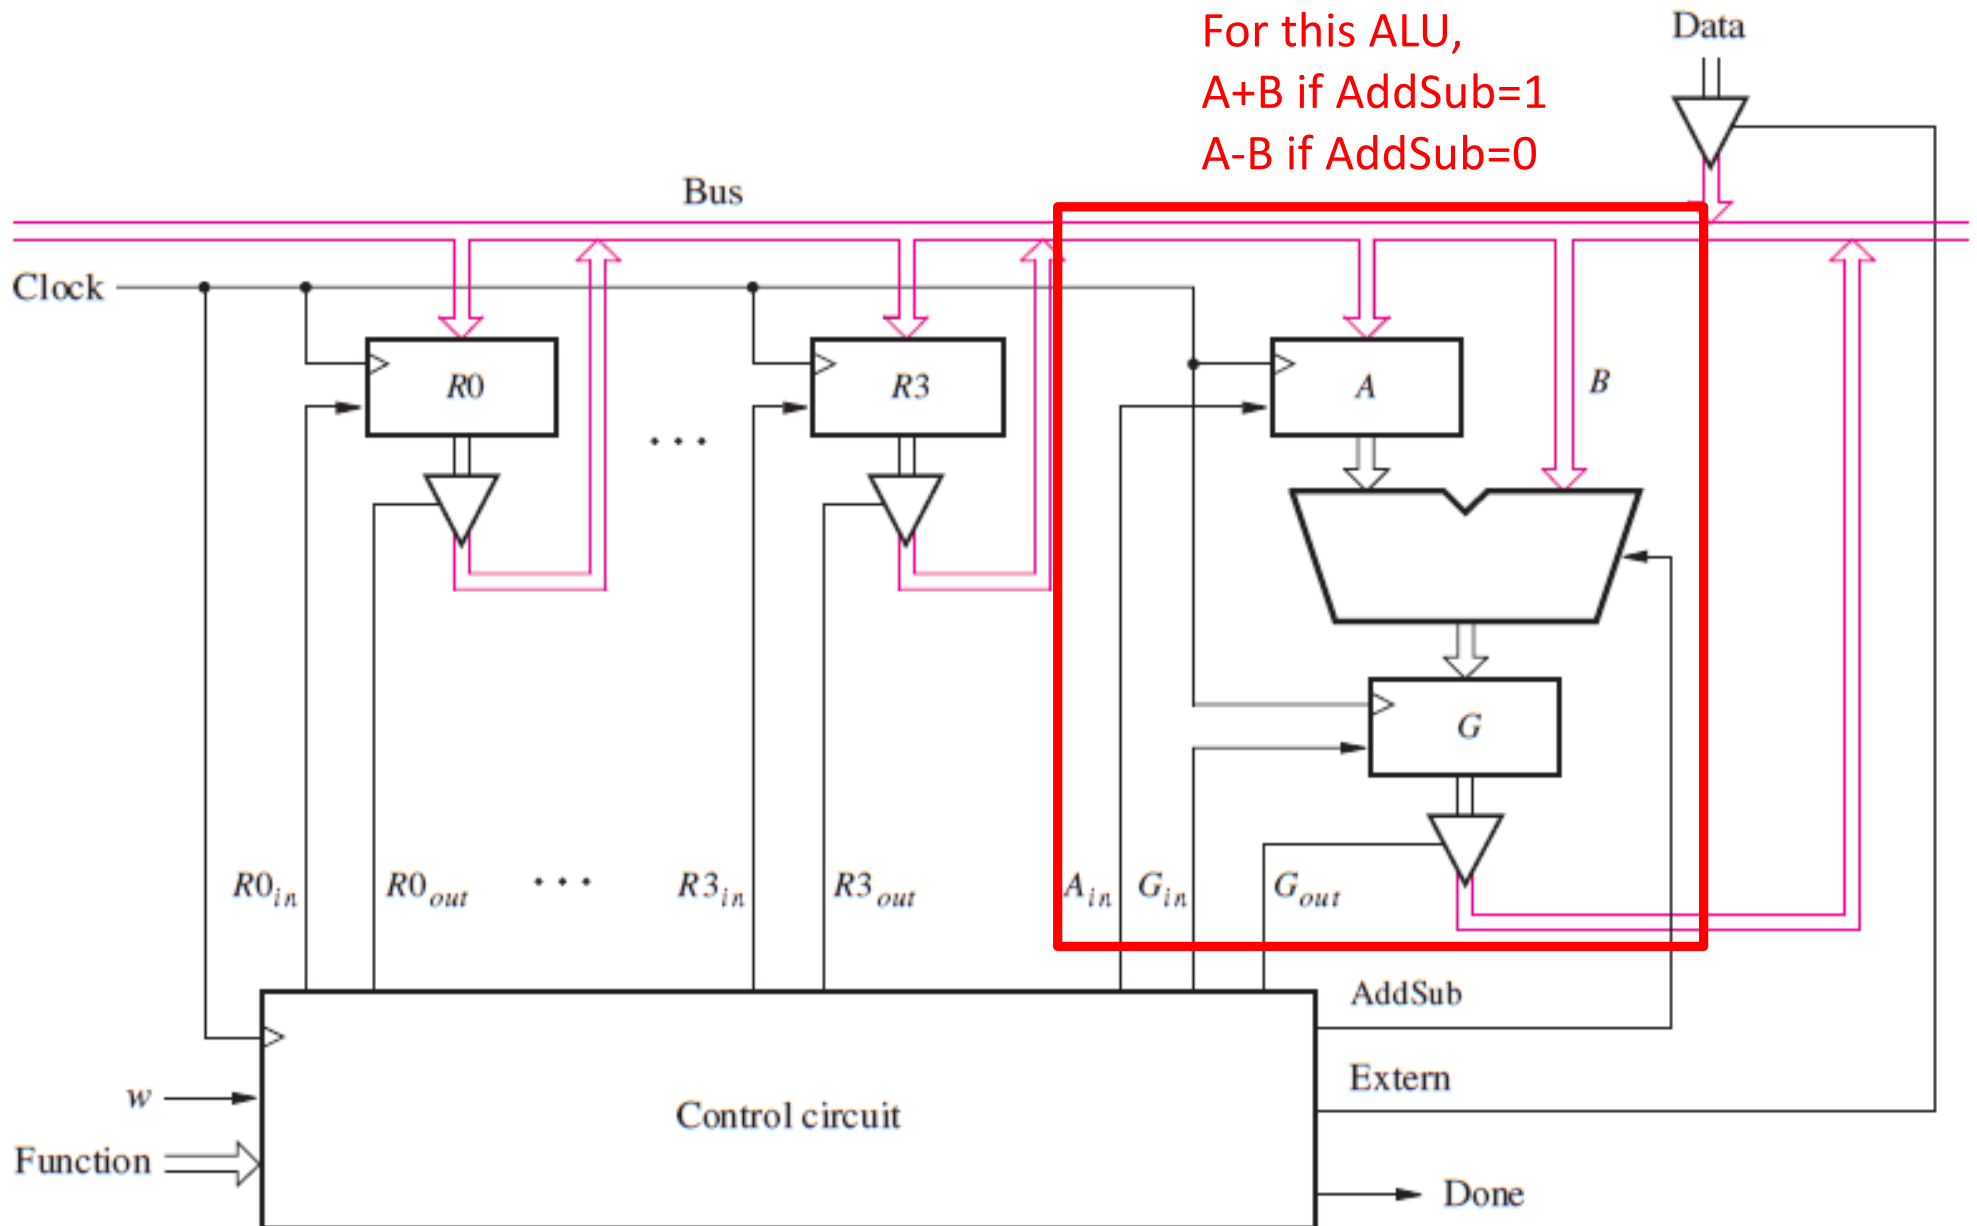 For this ALU,
A+B if AddSub=1
A-B if AddSub=0
Data
Bus
Clock
R0
R3
A
B
. . .
G
R0in
R0out
. . .
R3in
R3out
Ain
Gin
Gout
AddSub
Extern
w
Control circuit
Function
Done